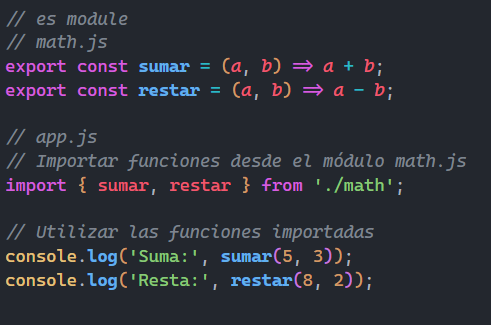 // es module
// math.js
export const sumar = (a, b) => a + b;
export const restar = (a, b) => a - b;
// app.js
// Importar funciones desde el módulo math.js
import { sumar, restar } from './math';
// Utilizar las funciones importadas
console.log('Suma:', sumar(5, 3));
console.log('Resta:', restar(8, 2));